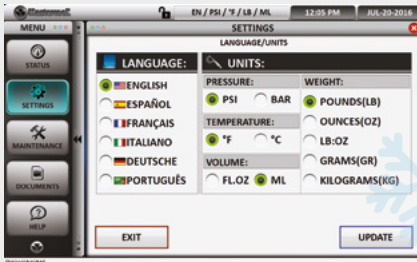 Mastercool
EN / PSI / °F / LB / ML
12:05 PM
JUL-20-2016
MENU
SETTINGS
LANGUAGE/UNITS
STATUS
SETTINGS
MAINTENANCE
DOCUMENTS
HELP
LANGUAGE:
ENGLISH
ESPAÑOL
FRANÇAIS
ITALIANO
DEUTSCHE
PORTUGUÊS
UNITS:
PRESSURE:
PSI
BAR
TEMPERATURE:
°F
°C
VOLUME:
FL.OZ
ML
WEIGHT:
POUNDS(LB)
OUNCES(OZ)
LB:OZ
GRAMS(GR)
KILOGRAMS(KG)
EXIT
UPDATE